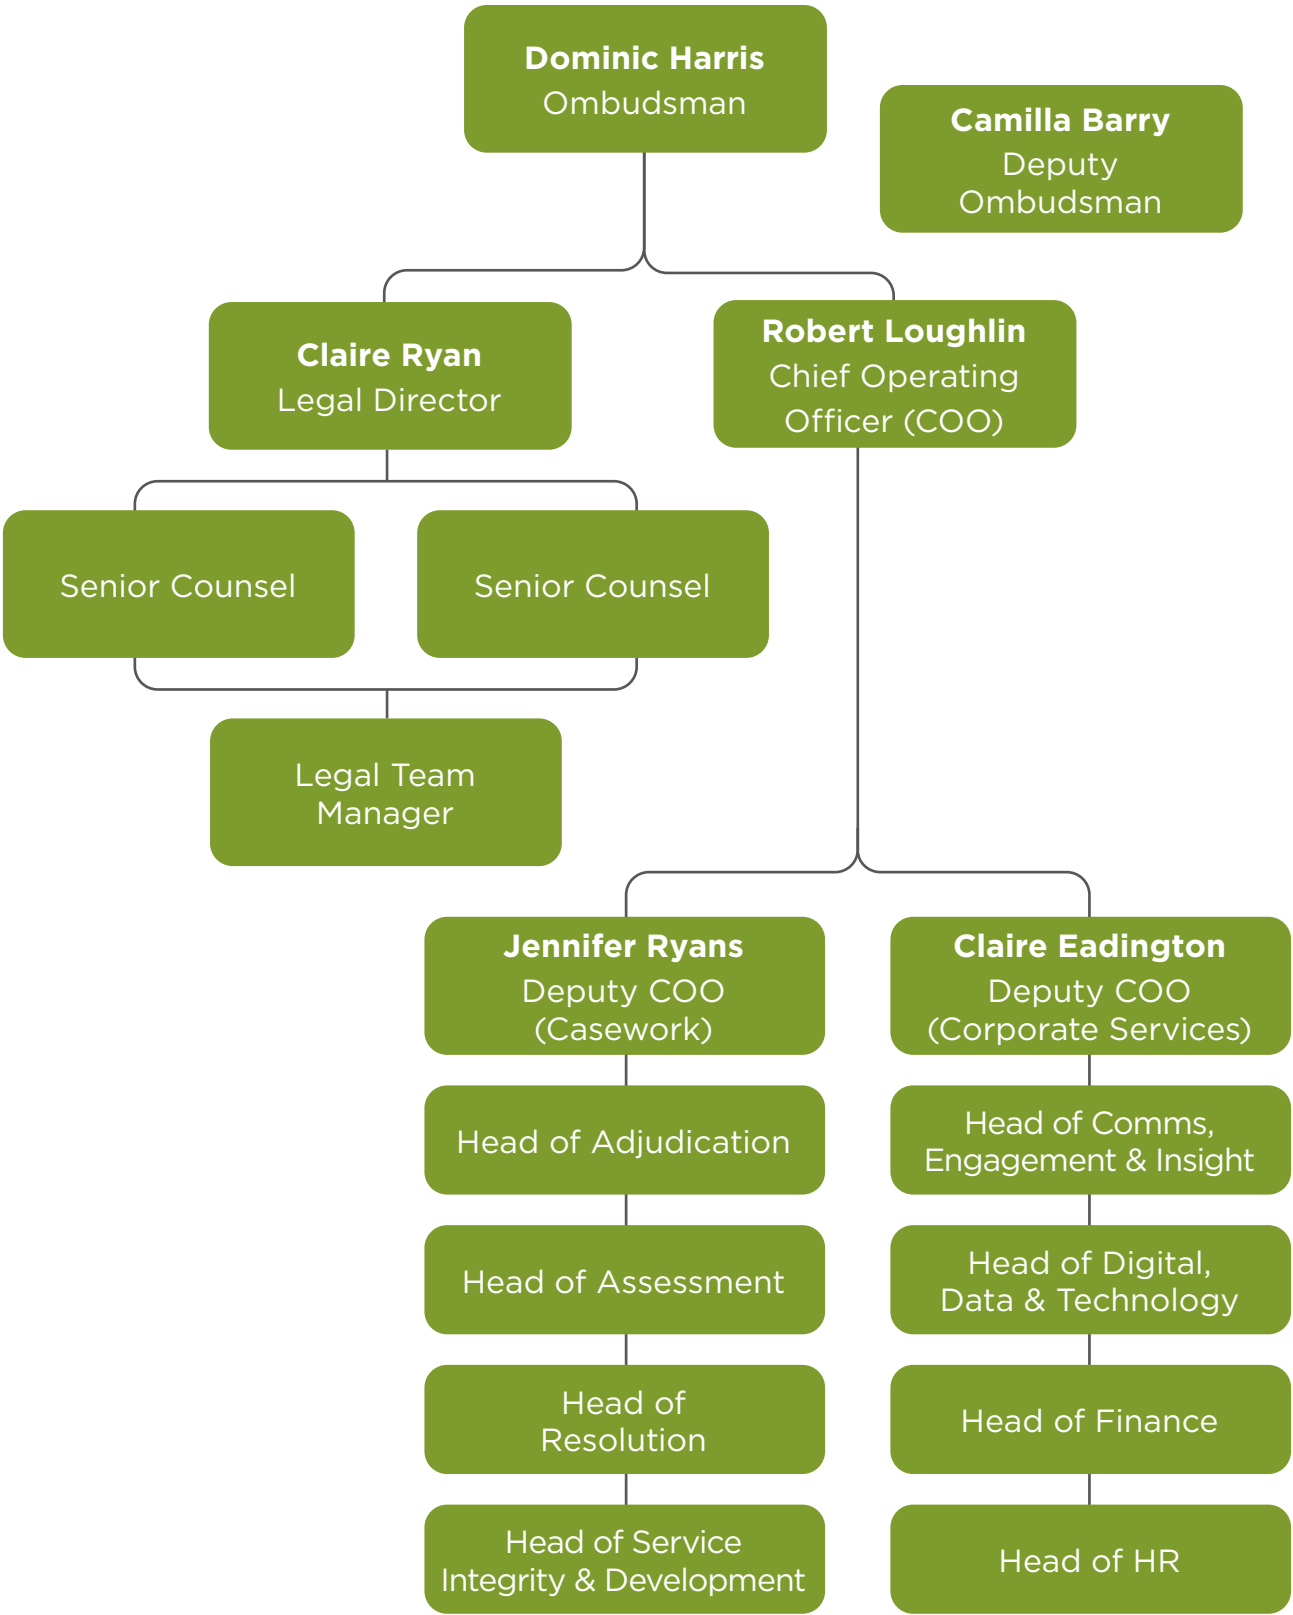 Dominic Harris
Ombudsman
Camilla Barry
Deputy
Ombudsman
Claire Ryan
Legal Director
Robert Loughlin
Chief Operating
Officer (COO)
Senior Counsel
Senior Counsel
Legal Team
Manager
Jennifer Ryans
Deputy COO
(Casework)
Claire Eadington
Deputy COO
(Corporate Services)
Head of Adjudication
Head of Comms,
Engagement & Insight
Head of Assessment
Head of Digital,
Data & Technology
Head of
Resolution
Head of Finance
Head of Service
Integrity & Development
Head of HR